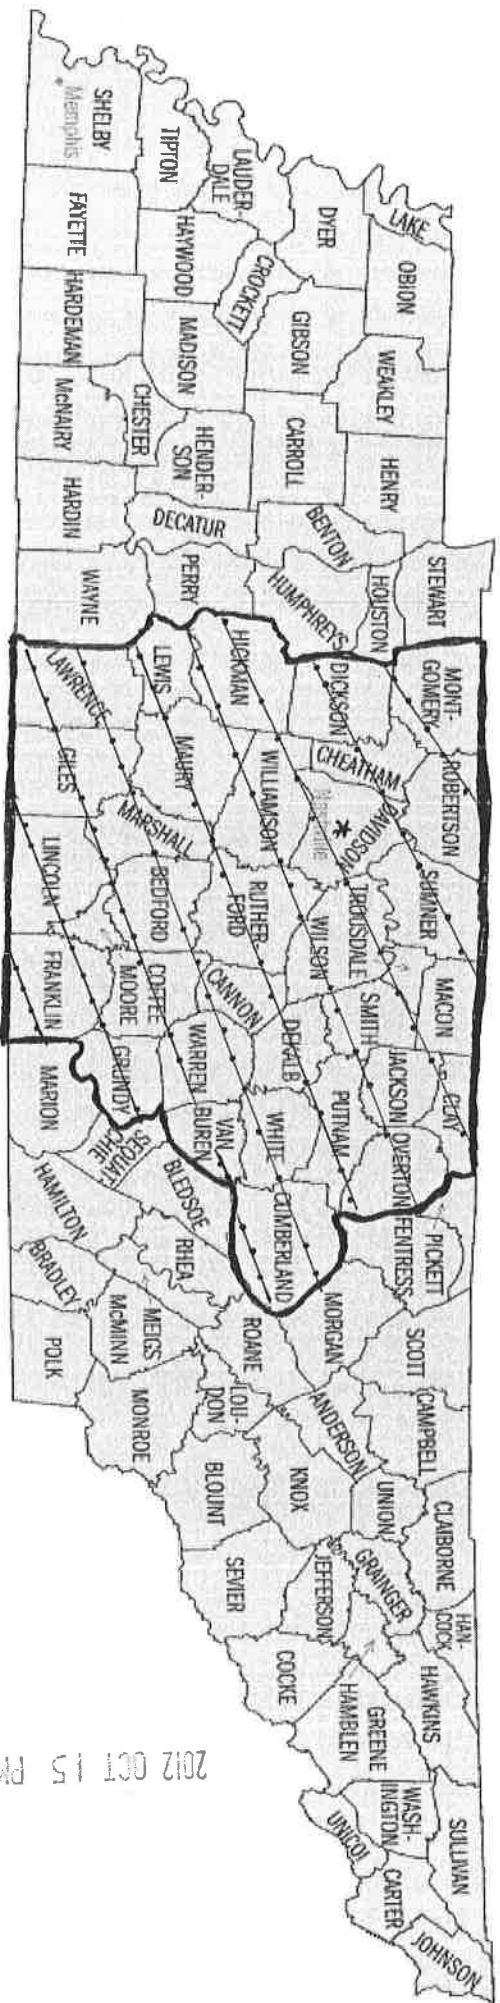 LAKE
OBION
WEAKLEY
HENRY
STEWART
MONT-
GOMERY
ROBERTSON
SUMNER
MACON
CLAY
PICKETT
SCOTT
CAMPBELL
CLAIBORNE
HAN-
COCK
HAWKINS
SULLIVAN
JOHNSON
DYER
GIBSON
CARROLL
BENTON
HOUSTON
HUMPHREYS
DICKSON
CHEATHAM
DAVIDSON
*
Nashville
TROUSDALE
WILSON
SMITH
JACKSON
OVERTON
FENTRESS
PUTNAM
MORGAN
ANDERSON
UNION
GRAINGER
HAMBLEN
GREENE
WASH-
INGTON
UNICOI
CARTER
LAUDER-
DALE
CROCKETT
TIPTON
HAYWOOD
MADISON
HENDER-
SON
CHESTER
DECATUR
PERRY
HICKMAN
WILLIAMSON
RUTHER
FORD
CANNON
DEKALB
WHITE
CUMBERLAND
ROANE
LOU-
DON
KNOX
JEFFERSON
SEVIER
COCKE
BLOUNT
LEWIS
MAURY
MARSHALL
BEDFORD
COFFEE
WARREN
VAN
BUREN
BLEDSOE
RHEA
MEIGS
McMINN
MONROE
SHELBY
Memphis
FAYETTE
HARDEMAN
McNAIRY
HARDIN
WAYNE
LAWRENCE
GILES
LINCOLN
MOORE
FRANKLIN
GRUNDY
SEQUAT
CHIE
MARION
HAMILTON
BRADLEY
POLK
2012 OCT 15 PM